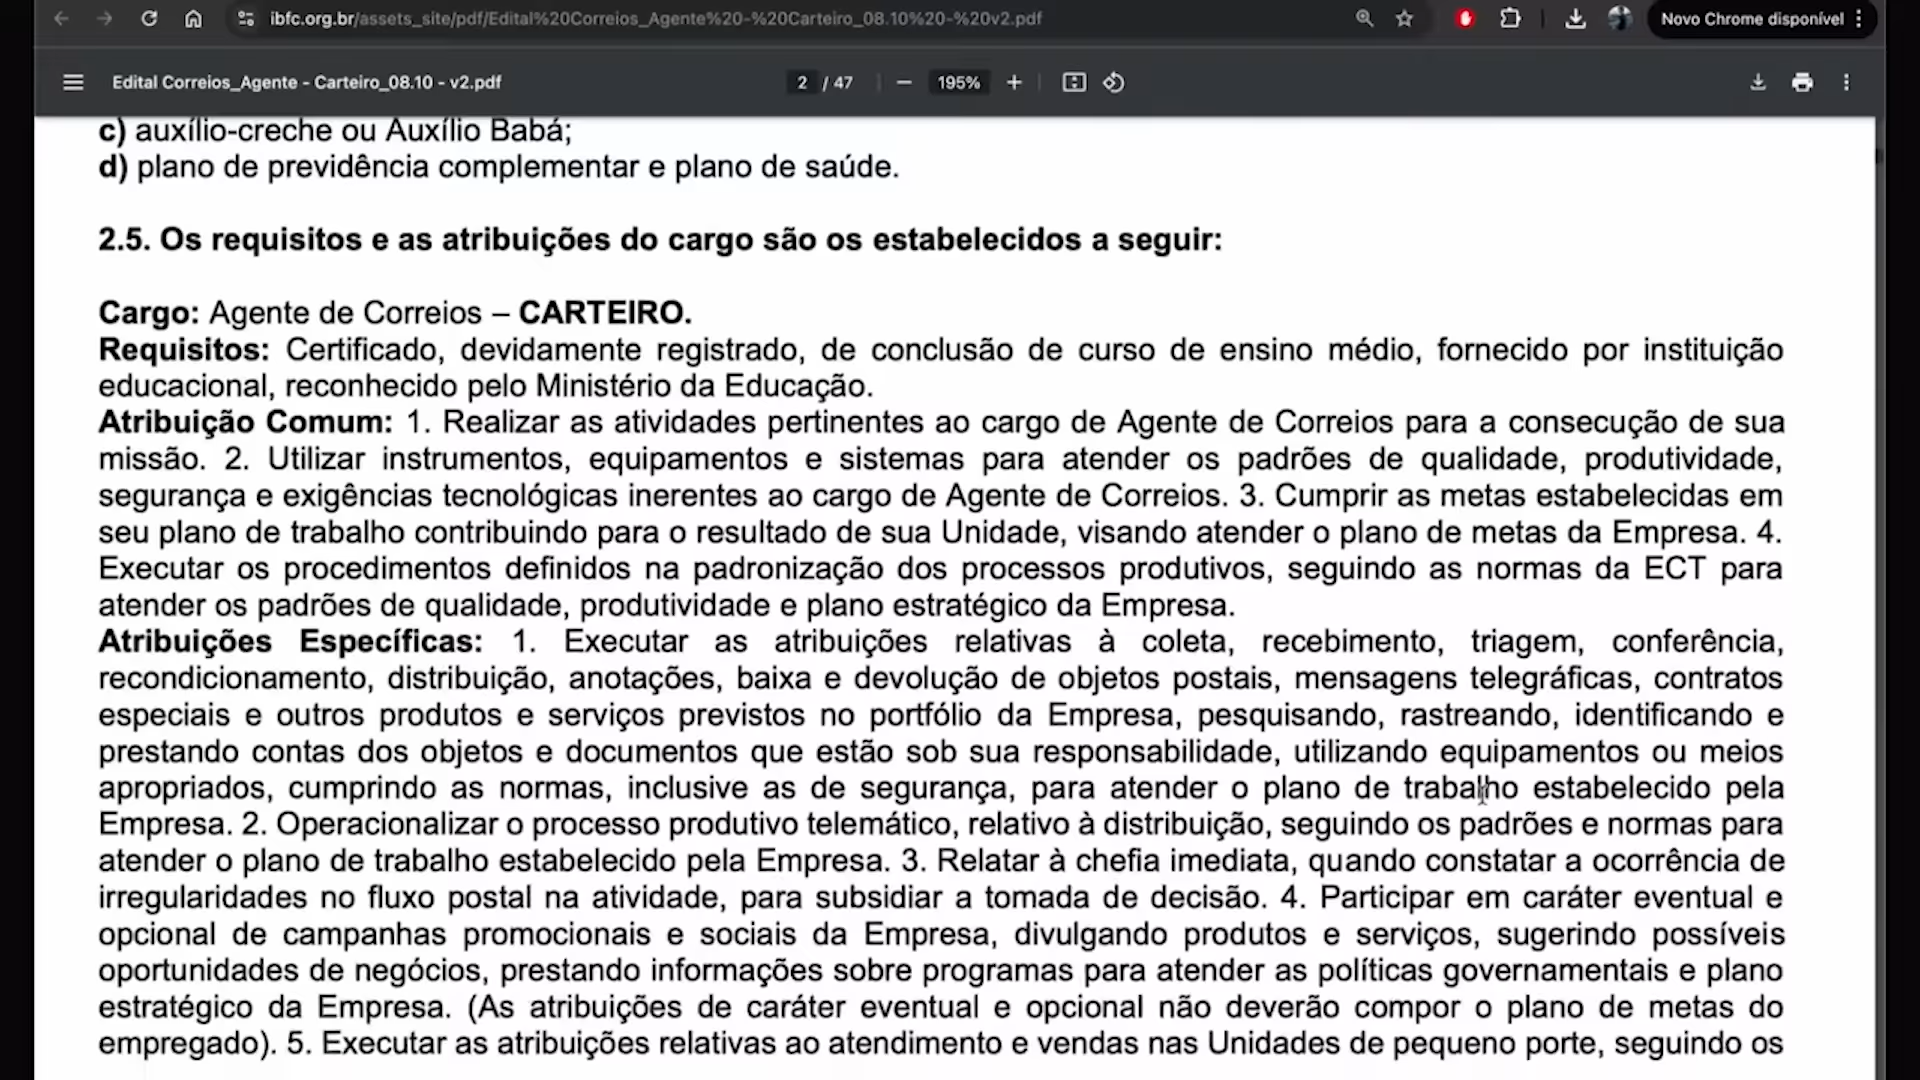 ibfc.org.br/assets_site/pdf/Edital%20Correios_Agente%20-%20Carteiro_08.10%20-%20v2.pdf
Novo Chrome disponível
Edital Correios_Agente - Carteiro_08.10 - v2.pdf
2 / 47
195%
c) auxílio-creche ou Auxílio Babá;
d) plano de previdência complementar e plano de saúde.
2.5. Os requisitos e as atribuições do cargo são os estabelecidos a seguir:
Cargo: Agente de Correios – CARTEIRO.
Requisitos: Certificado, devidamente registrado, de conclusão de curso de ensino médio, fornecido por instituição
educacional, reconhecido pelo Ministério da Educação.
Atribuição Comum: 1. Realizar as atividades pertinentes ao cargo de Agente de Correios para a consecução de sua
missão. 2. Utilizar instrumentos, equipamentos e sistemas para atender os padrões de qualidade, produtividade,
segurança e exigências tecnológicas inerentes ao cargo de Agente de Correios. 3. Cumprir as metas estabelecidas em
seu plano de trabalho contribuindo para o resultado de sua Unidade, visando atender o plano de metas da Empresa. 4.
Executar os procedimentos definidos na padronização dos processos produtivos, seguindo as normas da ECT para
atender os padrões de qualidade, produtividade e plano estratégico da Empresa.
Atribuições Específicas: 1. Executar as atribuições relativas à coleta, recebimento, triagem, conferência,
recondicionamento, distribuição, anotações, baixa e devolução de objetos postais, mensagens telegráficas, contratos
especiais e outros produtos e serviços previstos no portfólio da Empresa, pesquisando, rastreando, identificando e
prestando contas dos objetos e documentos que estão sob sua responsabilidade, utilizando equipamentos ou meios
apropriados, cumprindo as normas, inclusive as de segurança, para atender o plano de trabalho estabelecido pela
Empresa. 2. Operacionalizar o processo produtivo telemático, relativo à distribuição, seguindo os padrões e normas para
atender o plano de trabalho estabelecido pela Empresa. 3. Relatar à chefia imediata, quando constatar a ocorrência de
irregularidades no fluxo postal na atividade, para subsidiar a tomada de decisão. 4. Participar em caráter eventual e
opcional de campanhas promocionais e sociais da Empresa, divulgando produtos e serviços, sugerindo possíveis
oportunidades de negócios, prestando informações sobre programas para atender as políticas governamentais e plano
estratégico da Empresa. (As atribuições de caráter eventual e opcional não deverão compor o plano de metas do
empregado). 5. Executar as atribuições relativas ao atendimento e vendas nas Unidades de pequeno porte, seguindo os